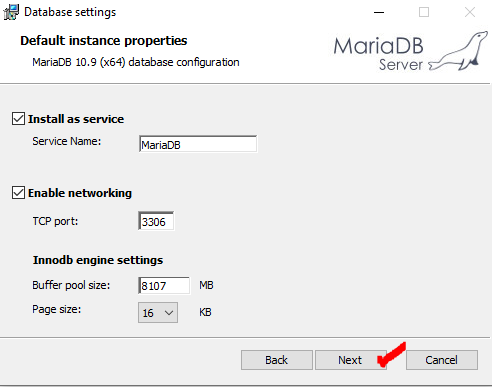 Database settings
Default instance properties
MariaDB 10.9 (x64) database configuration
MariaDB
Server
Install as service
Service Name: MariaDB
Enable networking
TCP port: 3306
Innodb engine settings
Buffer pool size: 8107 MB
Page size: 16 KB
Back Next Cancel